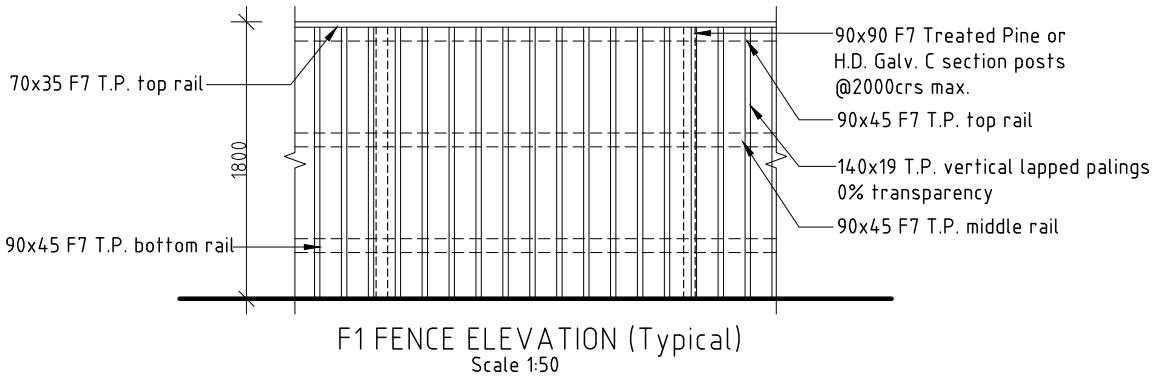 70x35 F7 T.P. top rail
1800
90x45 F7 T.P. bottom rail
90x90 F7 Treated Pine or
H.D. Galv. C section posts
@2000crs max.
90x45 F7 T.P. top rail
140x19 T.P. vertical lapped palings
0% transparency
90x45 F7 T.P. middle rail
F1 FENCE ELEVATION (Typical)
Scale 1:50